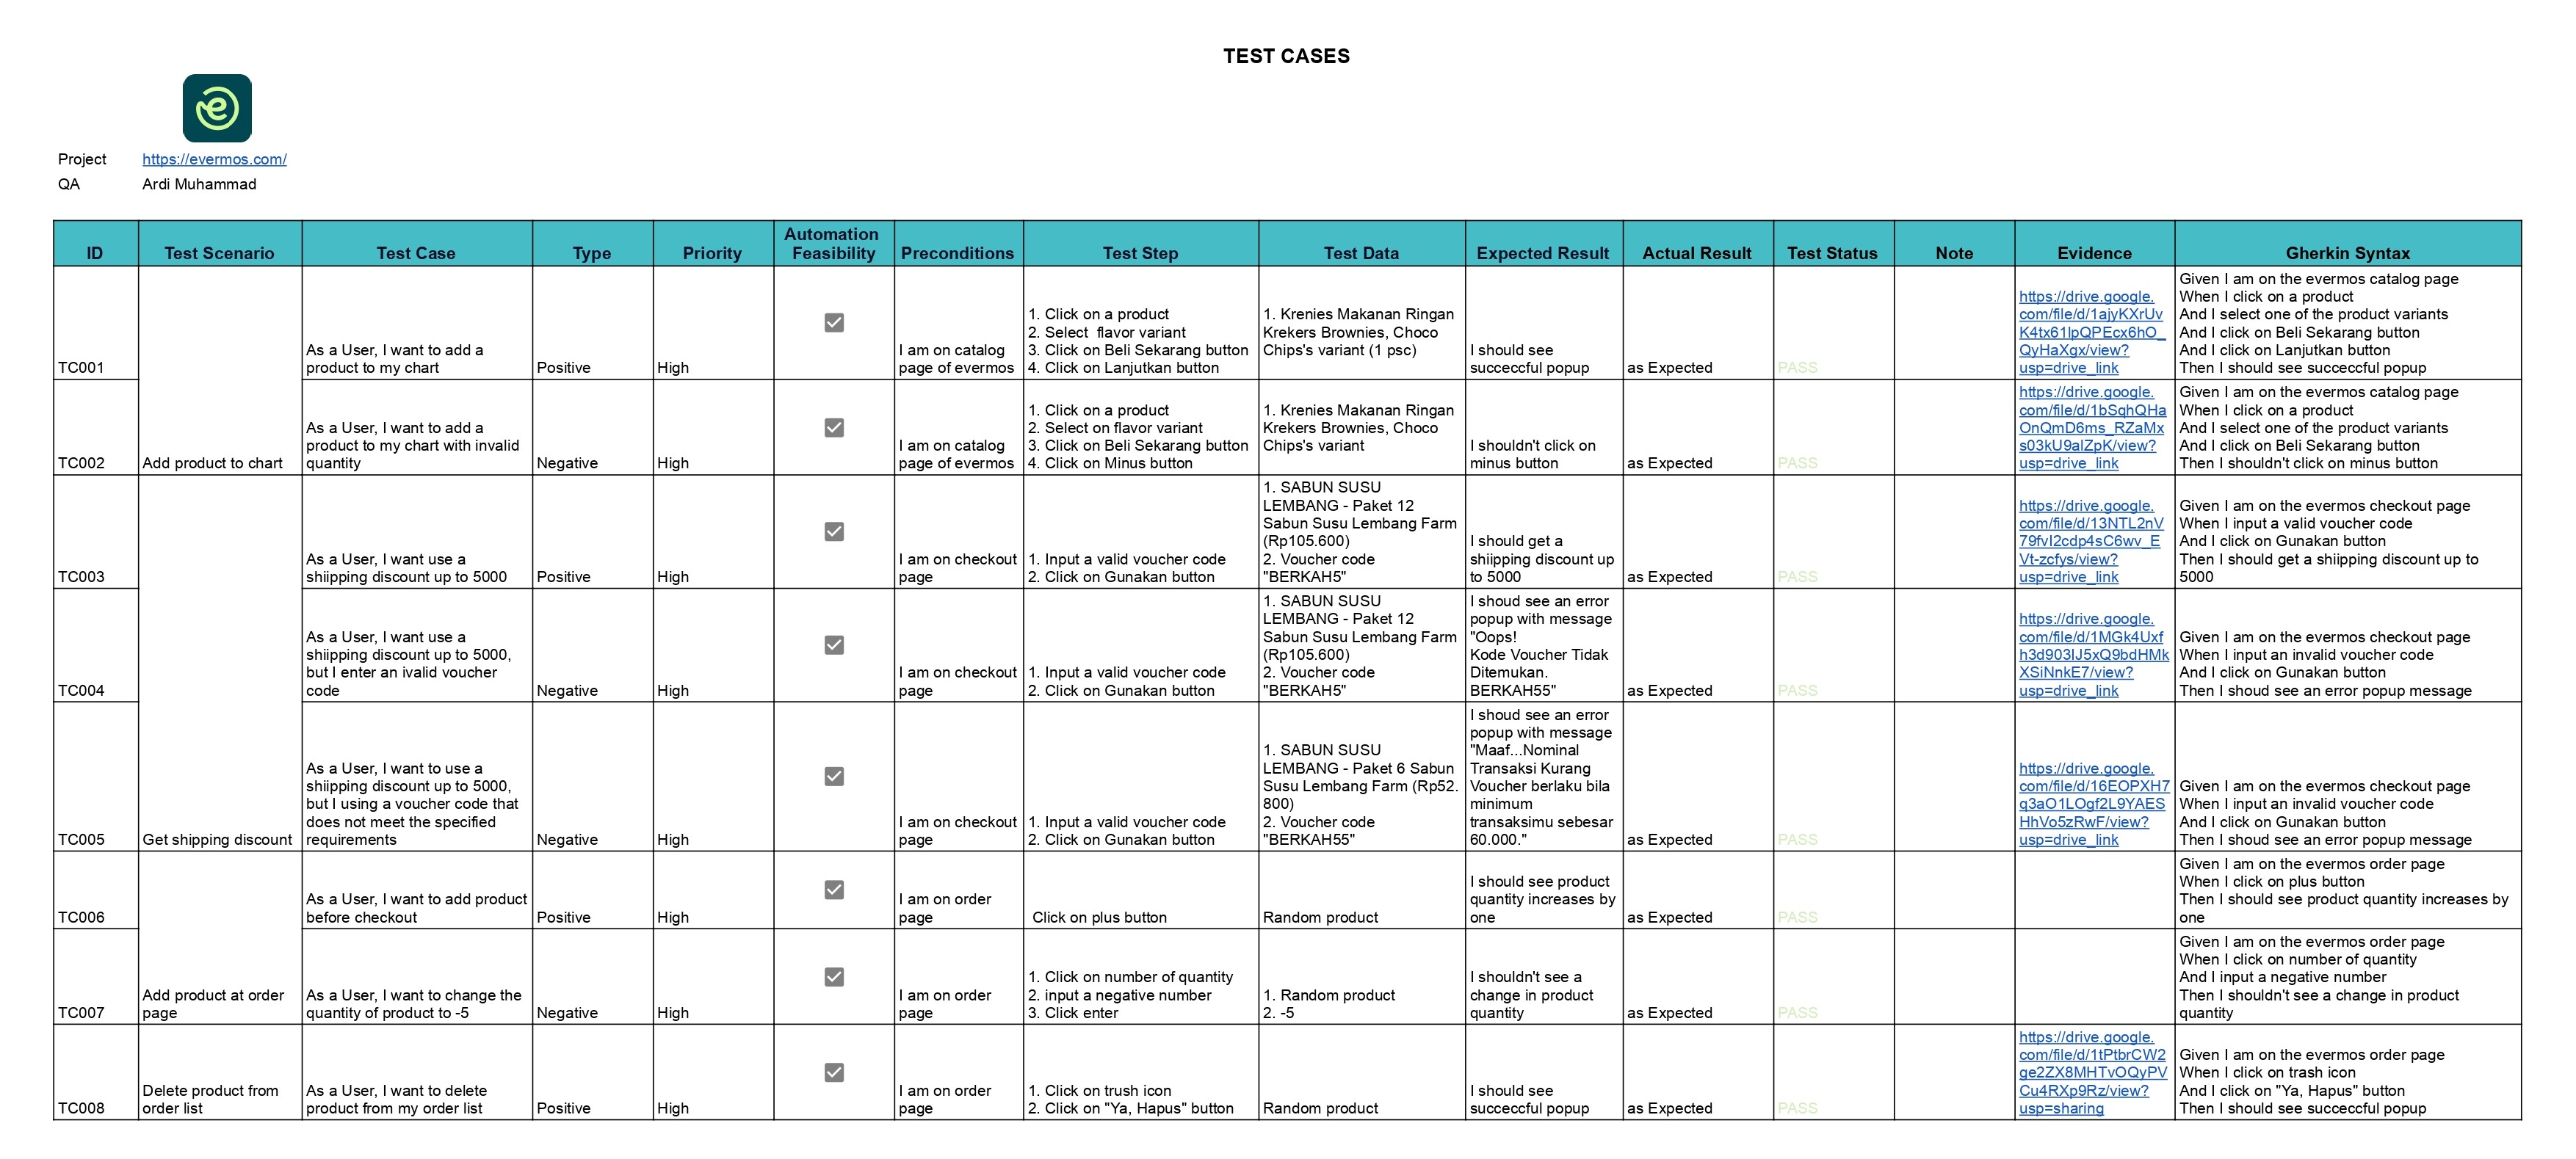 TEST CASES
Project https://evermos.com/
QA Ardi Muhammad
ID Test Scenario Test Case Type Priority Automation Feasibility Preconditions Test Step Test Data Expected Result Actual Result Test Status Note Evidence Gherkin Syntax
TC001
As a User, I want to add a
product to my chart
Positive
High
I am on catalog
page of evermos
1. Click on a product
2. Select  flavor variant
3. Click on Beli Sekarang button
4. Click on Lanjutkan button
1. Krenies Makanan Ringan
Krekers Brownies, Choco
Chips's variant (1 psc)
I should see
succeccful popup
as Expected
PASS
https://drive.google.
com/file/d/1ajyKXrUv
K4tx61lpQPEcx6hO_
QyHaXgx/view?
usp=drive_link
Given I am on the evermos catalog page
When I click on a product
And I select one of the product variants
And I click on Beli Sekarang button
And I click on Lanjutkan button
Then I should see succeccful popup
TC002
Add product to chart
As a User, I want to add a
product to my chart with invalid
quantity
Negative
High
I am on catalog
page of evermos
1. Click on a product
2. Select on flavor variant
3. Click on Beli Sekarang button
4. Click on Minus button
1. Krenies Makanan Ringan
Krekers Brownies, Choco
Chips's variant
I shouldn't click on
minus button
as Expected
PASS
https://drive.google.
com/file/d/1bSqhQHa
OnQmD6ms_RZaMx
s03kU9alZpK/view?
usp=drive_link
Given I am on the evermos catalog page
When I click on a product
And I select one of the product variants
And I click on Beli Sekarang button
Then I shouldn't click on minus button
TC003
As a User, I want use a
shiipping discount up to 5000
Positive
High
I am on checkout
page
1. Input a valid voucher code
2. Click on Gunakan button
1. SABUN SUSU
LEMBANG - Paket 12
Sabun Susu Lembang Farm
(Rp105.600)
2. Voucher code
"BERKAH5"
I should get a
shiipping discount up
to 5000
as Expected
PASS
https://drive.google.
com/file/d/13NTL2nV
79fvI2cdp4sC6wv_E
Vt-zcfys/view?
usp=drive_link
Given I am on the evermos checkout page
When I input a valid voucher code
And I click on Gunakan button
Then I should get a shiipping discount up to
5000
TC004
As a User, I want use a
shiipping discount up to 5000,
but I enter an ivalid voucher
code
Negative
High
I am on checkout
page
1. Input a valid voucher code
2. Click on Gunakan button
1. SABUN SUSU
LEMBANG - Paket 12
Sabun Susu Lembang Farm
(Rp105.600)
2. Voucher code
"BERKAH5"
I shoud see an error
popup with message
"Oops!
Kode Voucher Tidak
Ditemukan.
BERKAH55"
as Expected
PASS
https://drive.google.
com/file/d/1MGk4Uxf
h3d903IJ5xQ9bdHMk
XSiNnkE7/view?
usp=drive_link
Given I am on the evermos checkout page
When I input an invalid voucher code
And I click on Gunakan button
Then I shoud see an error popup message
TC005
Get shipping discount
As a User, I want to use a
shiipping discount up to 5000,
but I using a voucher code that
does not meet the specified
requirements
Negative
High
I am on checkout
page
1. Input a valid voucher code
2. Click on Gunakan button
1. SABUN SUSU
LEMBANG - Paket 6 Sabun
Susu Lembang Farm (Rp52.
800)
2. Voucher code
"BERKAH55"
I shoud see an error
popup with message
"Maaf...Nominal
Transaksi Kurang
Voucher berlaku bila
minimum
transaksimu sebesar
60.000."
as Expected
PASS
https://drive.google.
com/file/d/16EOPXH7
q3aO1LOgf2L9YAES
HhVo5zRwF/view?
usp=drive_link
Given I am on the evermos checkout page
When I input an invalid voucher code
And I click on Gunakan button
Then I shoud see an error popup message
TC006
As a User, I want to add product
before checkout
Positive
High
I am on order
page
Click on plus button
Random product
I should see product
quantity increases by
one
as Expected
PASS
Given I am on the evermos order page
When I click on plus button
Then I should see product quantity increases by
one
TC007
Add product at order
page
As a User, I want to change the
quantity of product to -5
Negative
High
I am on order
page
1. Click on number of quantity
2. input a negative number
3. Click enter
1. Random product
2. -5
I shouldn't see a
change in product
quantity
as Expected
PASS
Given I am on the evermos order page
When I click on number of quantity
And I input a negative number
Then I shouldn't see a change in product
quantity
TC008
Delete product from
order list
As a User, I want to delete
product from my order list
Positive
High
I am on order
page
1. Click on trush icon
2. Click on "Ya, Hapus" button
Random product
I should see
succeccful popup
as Expected
PASS
https://drive.google.
com/file/d/1tPtbrCW2
ge2ZX8MHTvOQyPV
Cu4RXp9Rz/view?
usp=sharing
Given I am on the evermos order page
When I click on trash icon
And I click on "Ya, Hapus" button
Then I should see succeccful popup